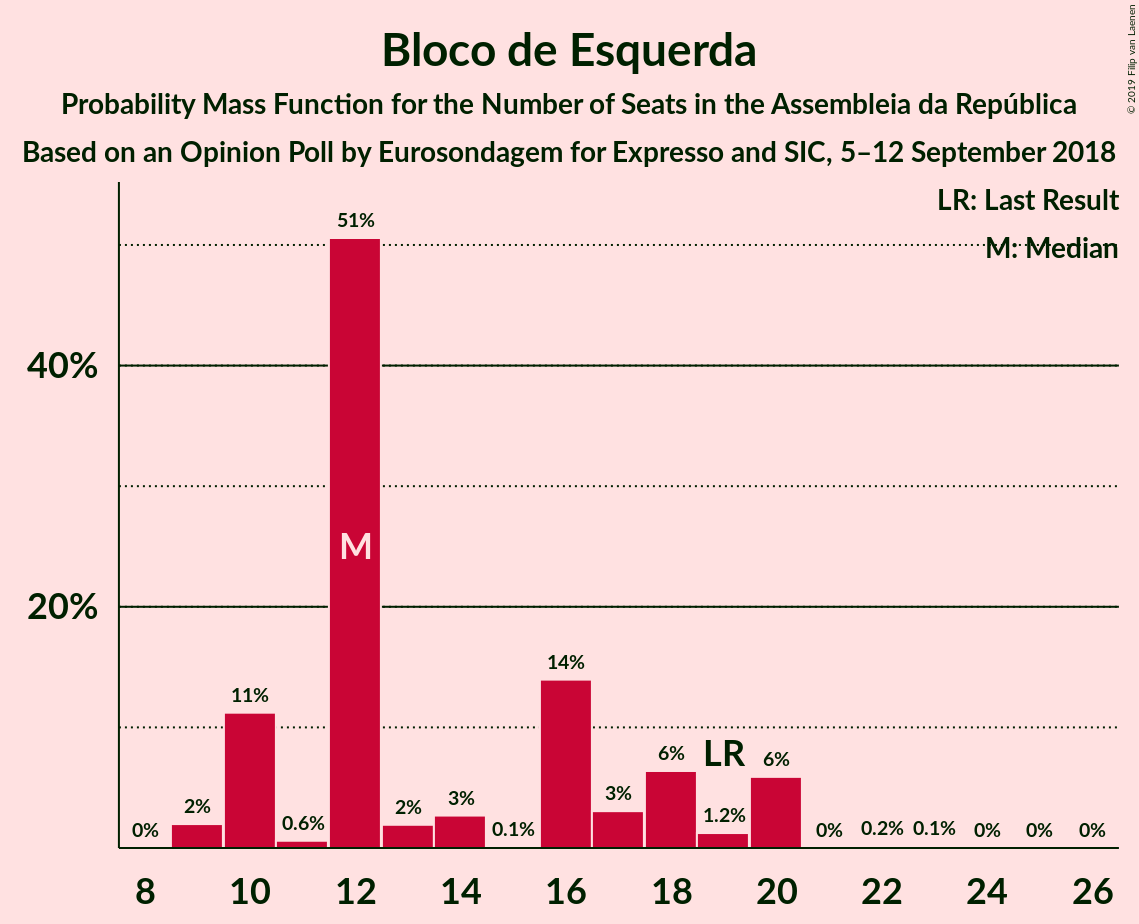 Bloco de Esquerda
Probability Mass Function for the Number of Seats in the Assembleia da República
Based on an Opinion Poll by Eurosondagem for Expresso and SIC, 5–12 September 2018
© 2019 Filip van Laenen
LR: Last Result
M: Median
40%
20%
0%
2%
11%
0.6%
51%
M
2%
3%
0.1%
14%
3%
6%
LR
1.2%
6%
0%
0.2%
0.1%
0%
0%
0%
8 10 12 14 16 18 20 22 24 26